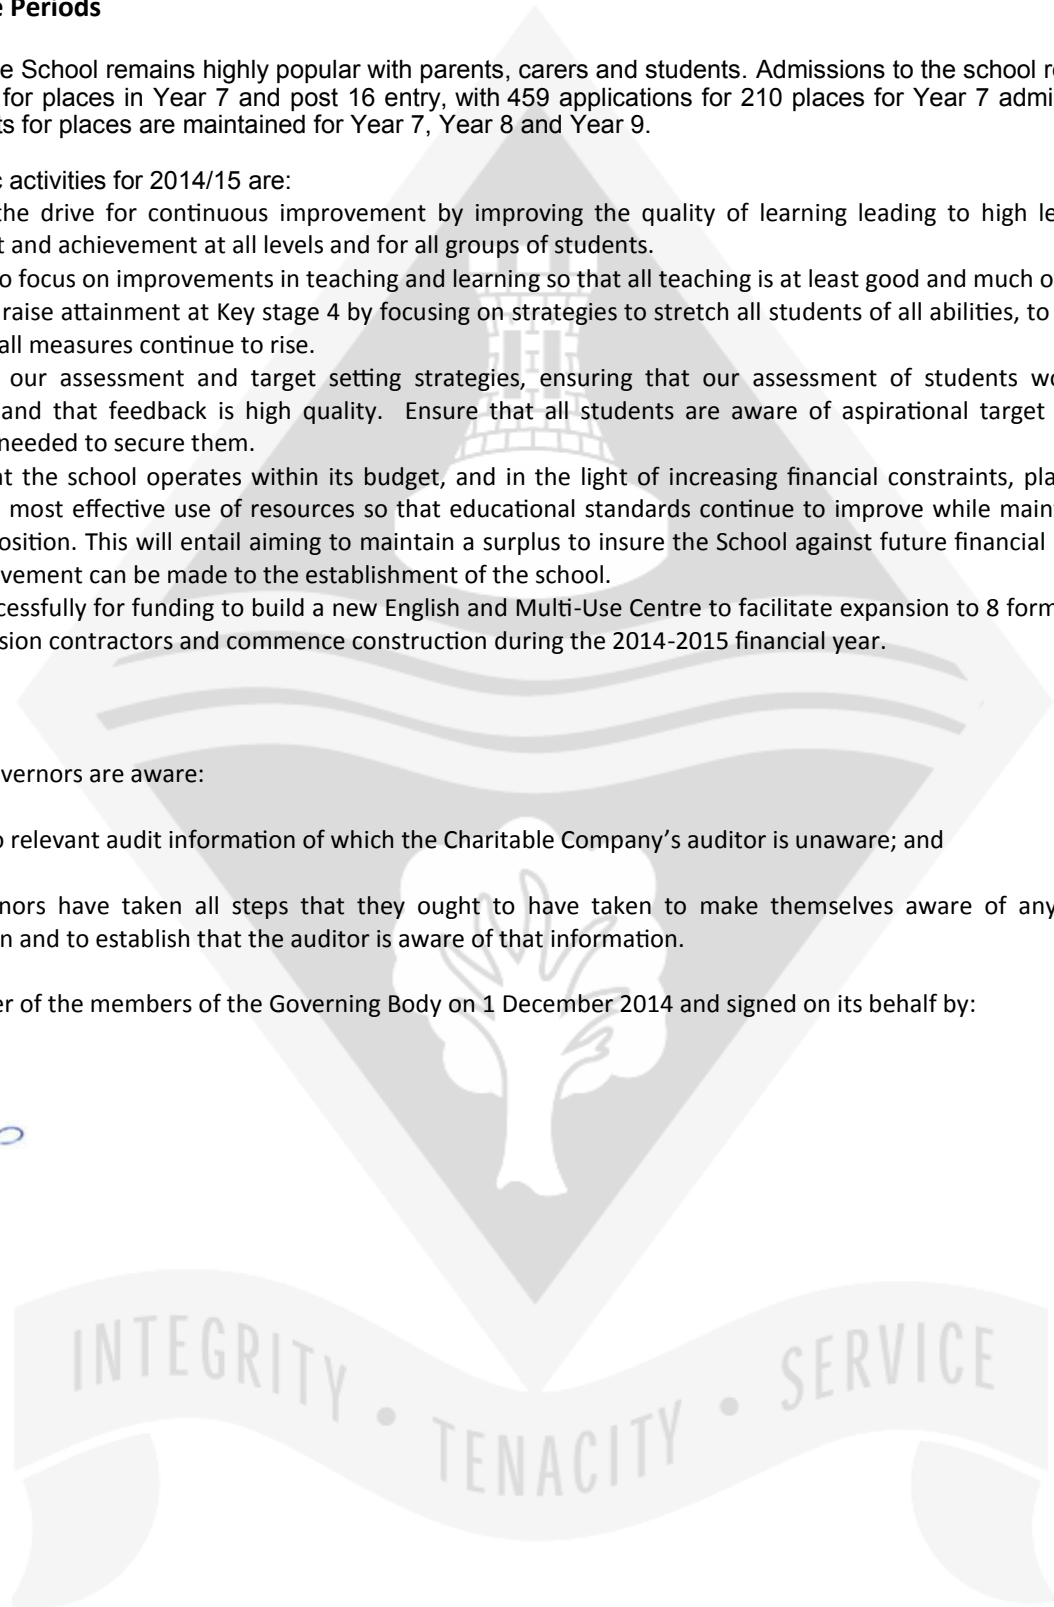 e Periods
e School remains highly popular with parents, carers and students. Admissions to the school r
for places in Year 7 and post 16 entry, with 459 applications for 210 places for Year 7 admi
ts for places are maintained for Year 7, Year 8 and Year 9.
c activities for 2014/15 are:
the drive for continuous improvement by improving the quality of learning leading to high le
t and achievement at all levels and for all groups of students.
o focus on improvements in teaching and learning so that all teaching is at least good and much o
raise attainment at Key stage 4 by focusing on strategies to stretch all students of all abilities, to
all measures continue to rise.
our assessment and target setting strategies, ensuring that our assessment of students wo
and that feedback is high quality. Ensure that all students are aware of aspirational target
needed to secure them.
at the school operates within its budget, and in the light of increasing financial constraints, pla
most effective use of resources so that educational standards continue to improve while main
osition. This will entail aiming to maintain a surplus to insure the School against future financial
vement can be made to the establishment of the school.
cessfully for funding to build a new English and Multi-Use Centre to facilitate expansion to 8 form
sion contractors and commence construction during the 2014-2015 financial year.
vernors are aware:
o relevant audit information of which the Charitable Company's auditor is unaware; and
nors have taken all steps that they ought to have taken to make themselves aware of any
n and to establish that the auditor is aware of that information.
er of the members of the Governing Body on 1 December 2014 and signed on its behalf by:
INTEGRITY • TENACITY • SERVICE